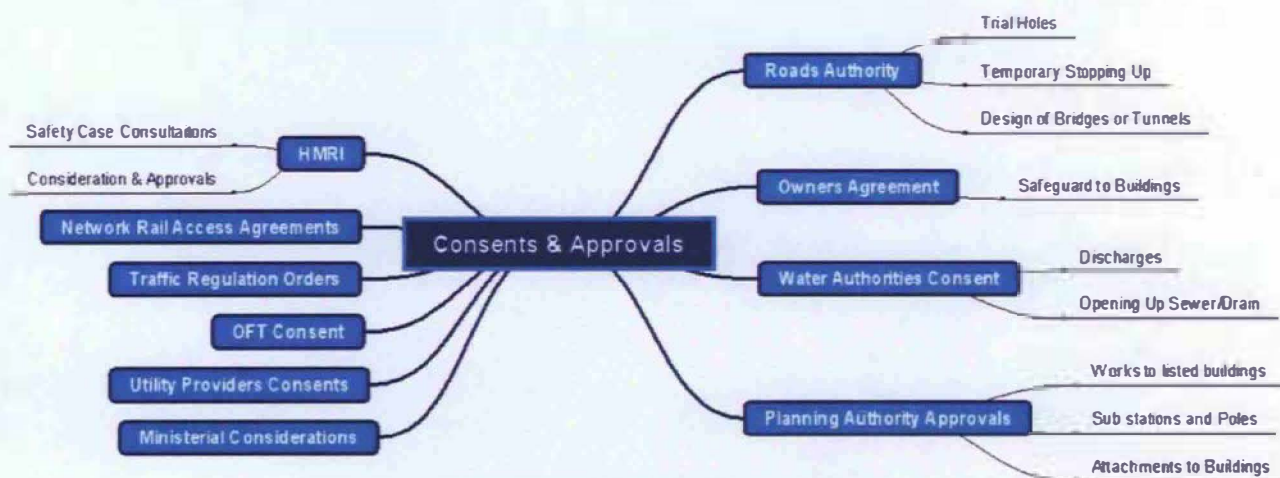 Consents & Approvals
Roads Authority
Trial Holes
Temporary Stopping Up
Design of Bridges or Tunnels
Owners Agreement
Safeguard to Buildings
Water Authorities Consent
Discharges
Opening Up Sewer/Drain
Planning Authority Approvals
Works to listed buildings
Sub stations and Poles
Attachments to Buildings
HMRI
Safety Case Consultations
Consideration & Approvals
Network Rail Access Agreements
Traffic Regulation Orders
OFT Consent
Utility Providers Consents
Ministerial Considerations